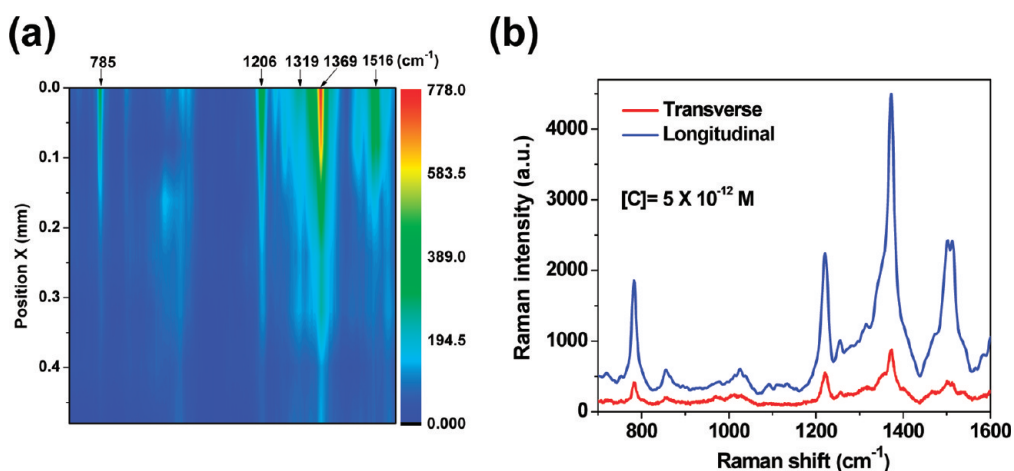 (a)
785
1206 1319 1369 1516 (cm-1)
0.0
0.1
0.2
0.3
0.4
Position X (mm)
778.0
583.5
389.0
194.5
0.000
(b)
Transverse
Longitudinal
[C]= 5 X 10-12 M
4000
3000
2000
1000
0
Raman intensity (a.u.)
800 1000 1200 1400 1600
Raman shift (cm-1)